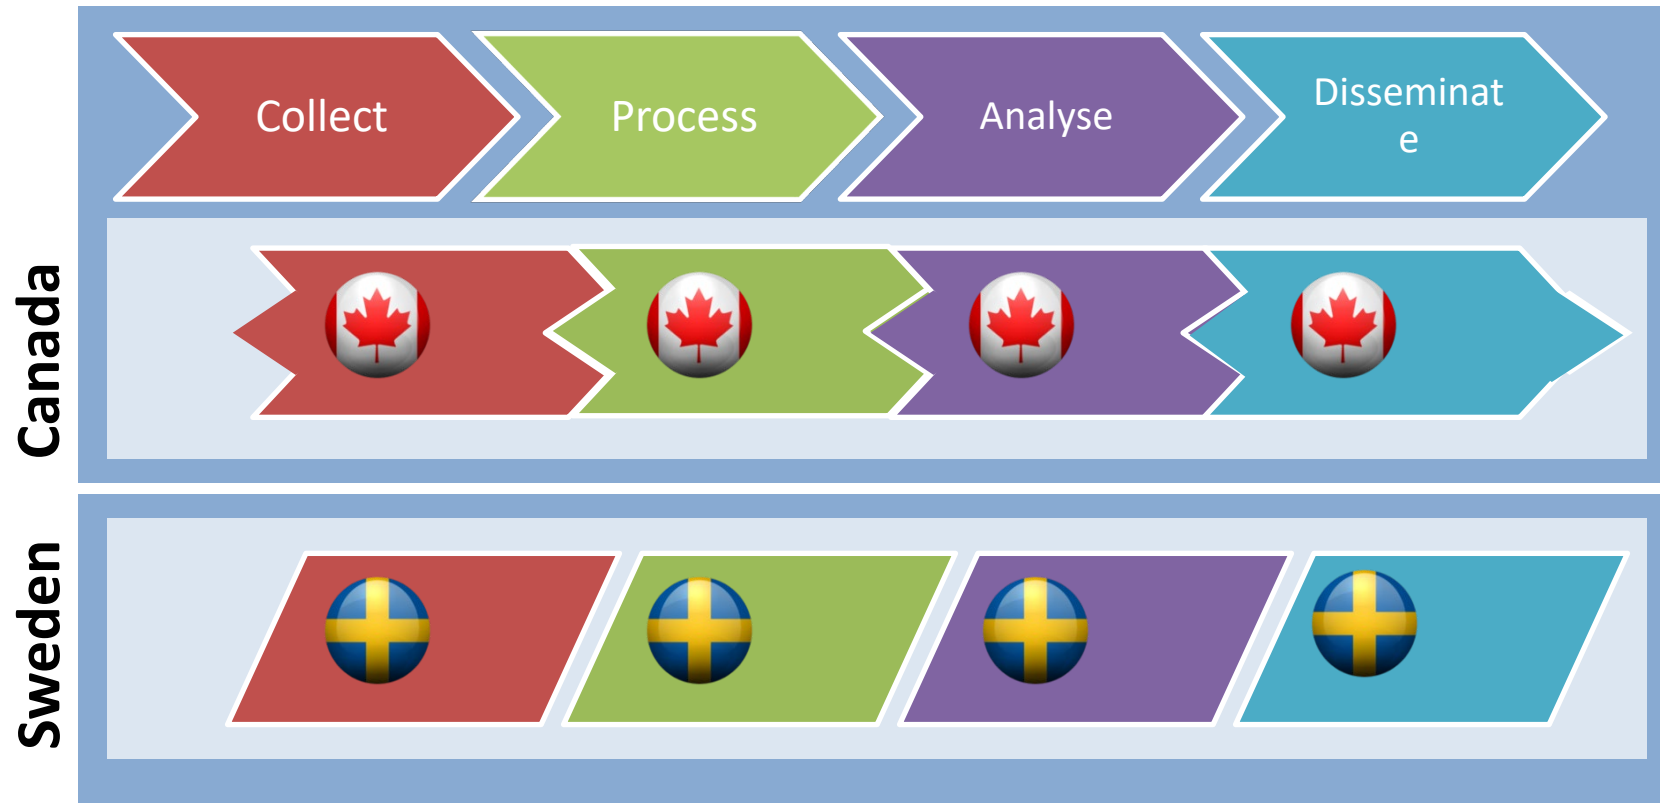 Collect
Process
Analyse
Disseminat
e
Canada
Sweden